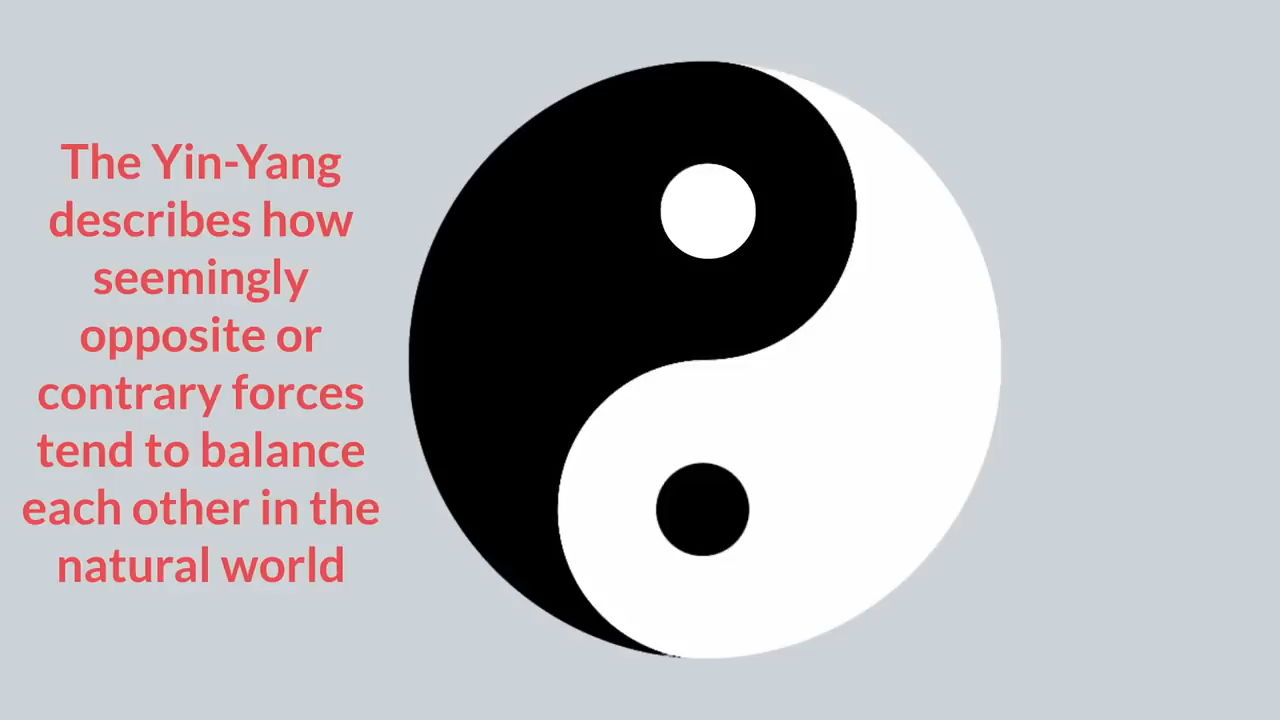 The Yin-Yang
describes how
seemingly
opposite or
contrary forces
tend to balance
each other in the
natural world